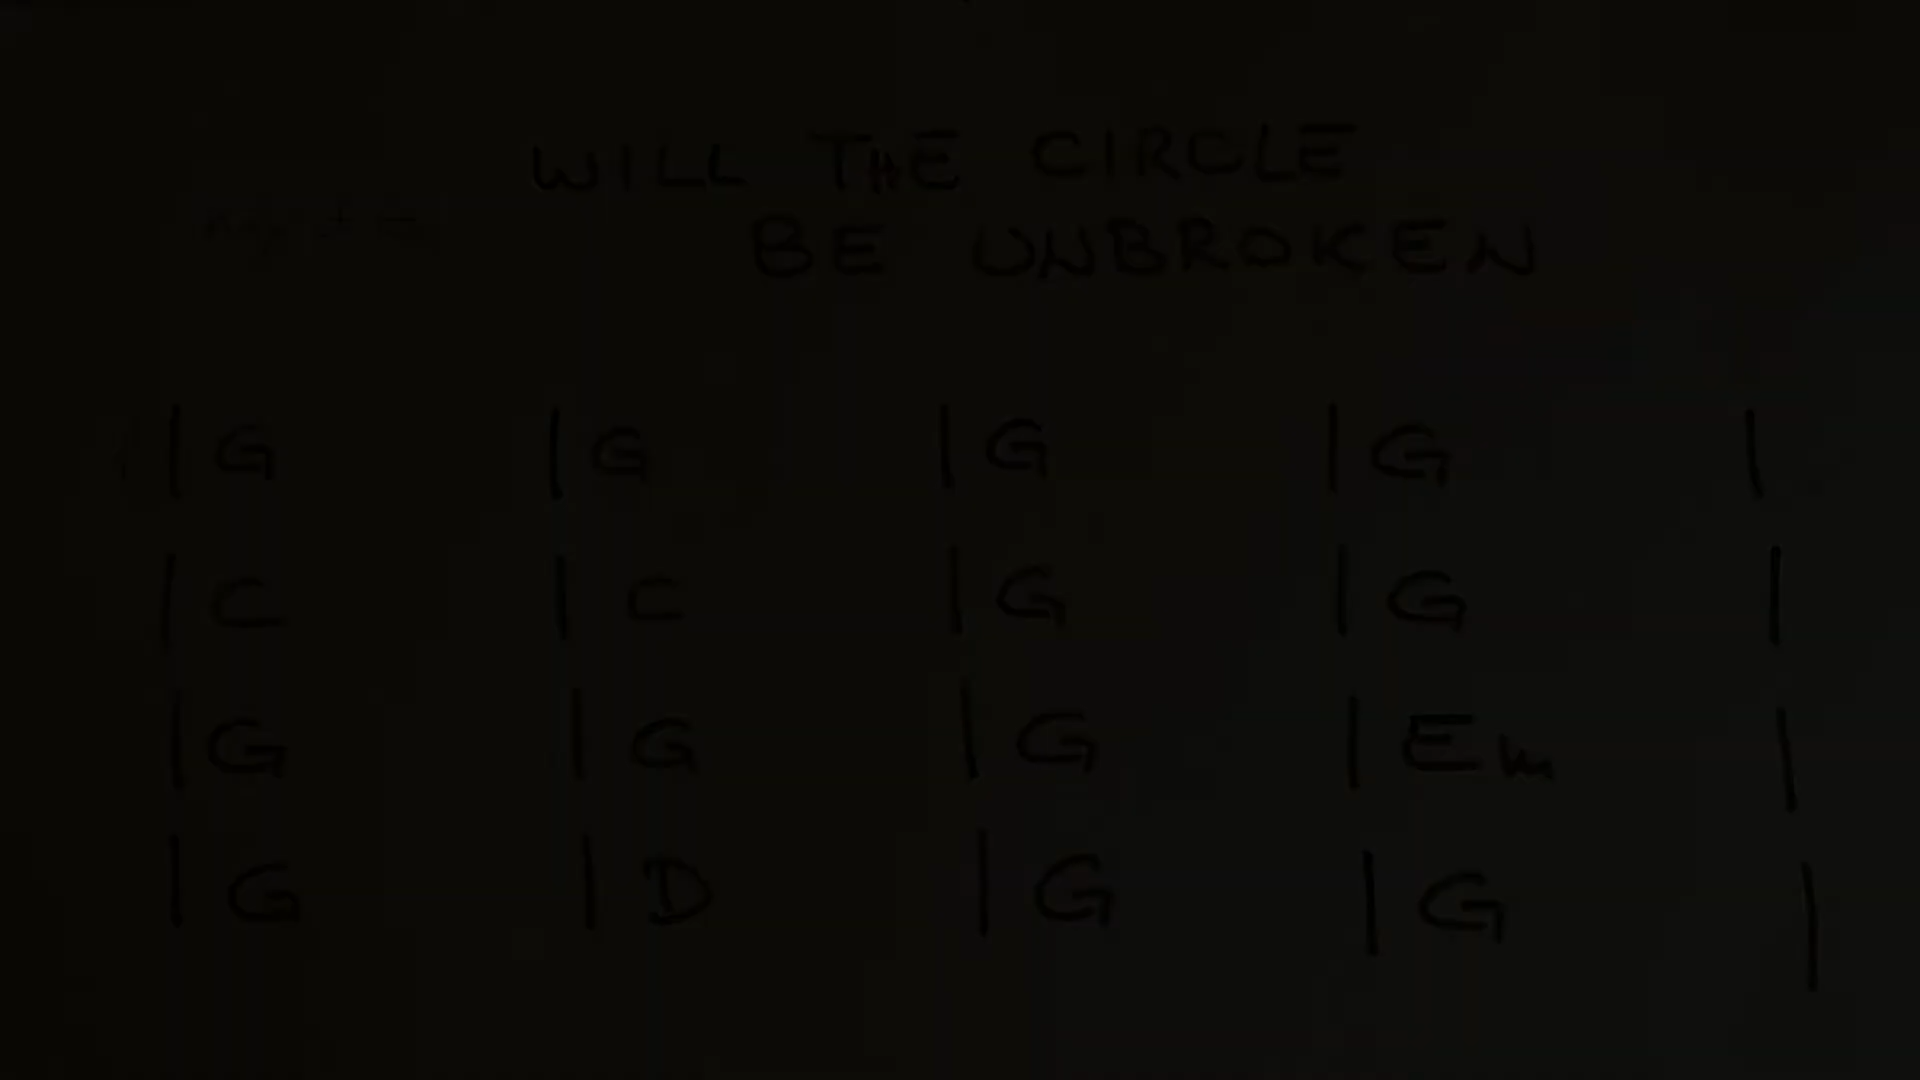 WILL THE CIRCLE
BE UNBROKEN
| G | G | G | G |
| C | C | G | G |
| G | G | G | Em |
| G | D | G | G |